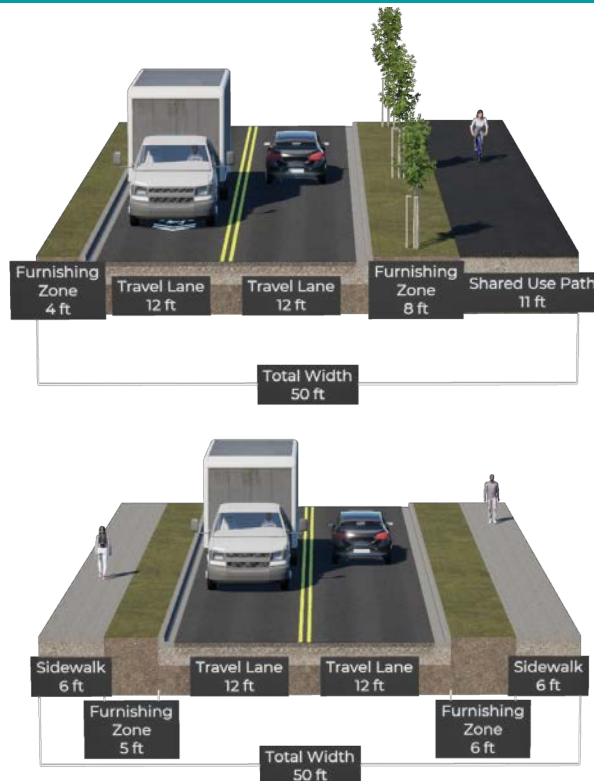 Furnishing
Zone
4 ft
Travel Lane
12 ft
Travel Lane
12 ft
Furnishing
Zone
8 ft
Shared Use Path
11 ft
Total Width
50 ft
Sidewalk
6 ft
Furnishing
Zone
5 ft
Travel Lane
12 ft
Travel Lane
12 ft
Furnishing
Zone
6 ft
Sidewalk
6 ft
Total Width
50 ft